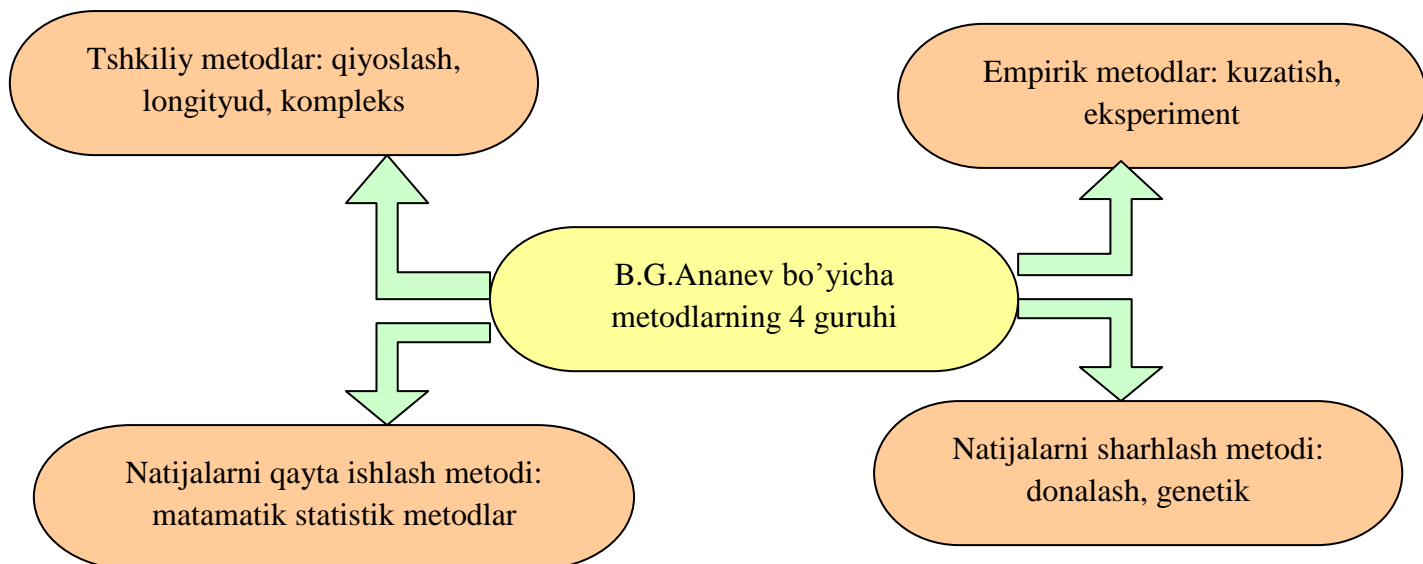 Tshkiliy metodlar: qiyoslash,
longityud, kompleks
Empirik metodlar: kuzatish,
eksperiment
B.G.Ananev bo’yicha
metodlarning 4 guruhi
Natijalarni qayta ishlash metodi:
matamatik statistik metodlar
Natijalarni sharhlash metodi:
donalash, genetik